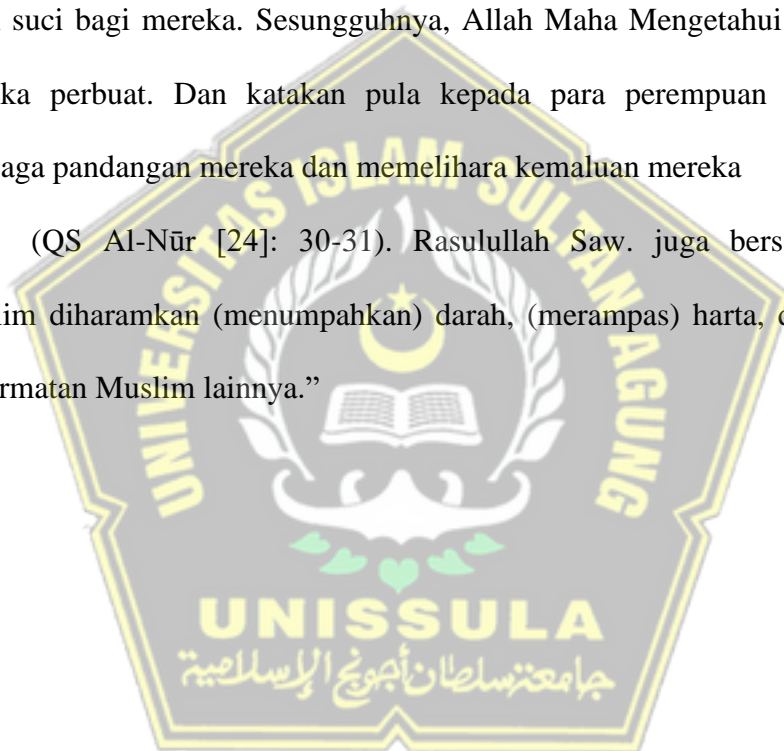 suci bagi mereka. Sesungguhnya, Allah Maha Mengetahui
ka perbuat. Dan katakan pula kepada para perempuan
aga pandangan mereka dan memelihara kemaluan mereka
(QS Al-Nūr [24]: 30-31). Rasulullah Saw. juga bers
lim diharamkan (menumpahkan) darah, (merampas) harta,
rmatan Muslim lainnya.”
UNIVERSITAS ISLAM SULTAN AGUNG
UNISSULA
جامعة سلطان أجونج الإسلامية